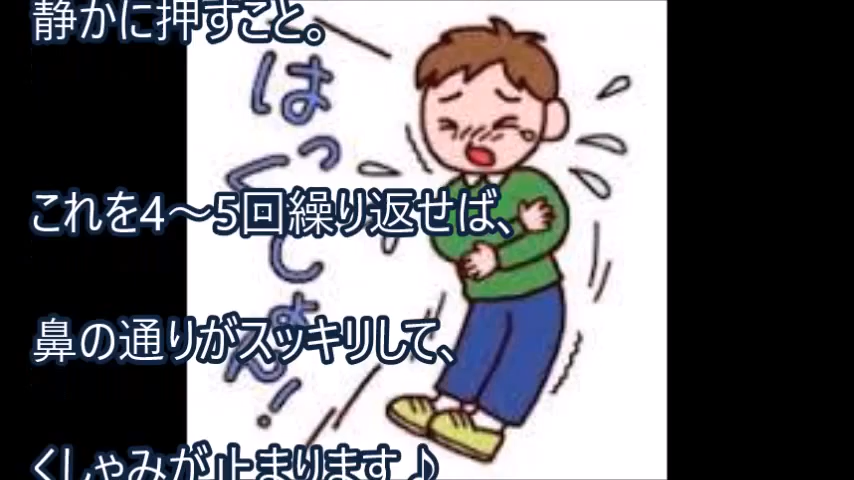 静かに押すこと。
はっくしょん!
これを4〜5回繰り返せば、
鼻の通りがスッキリして、
くしゃみが止まります♪